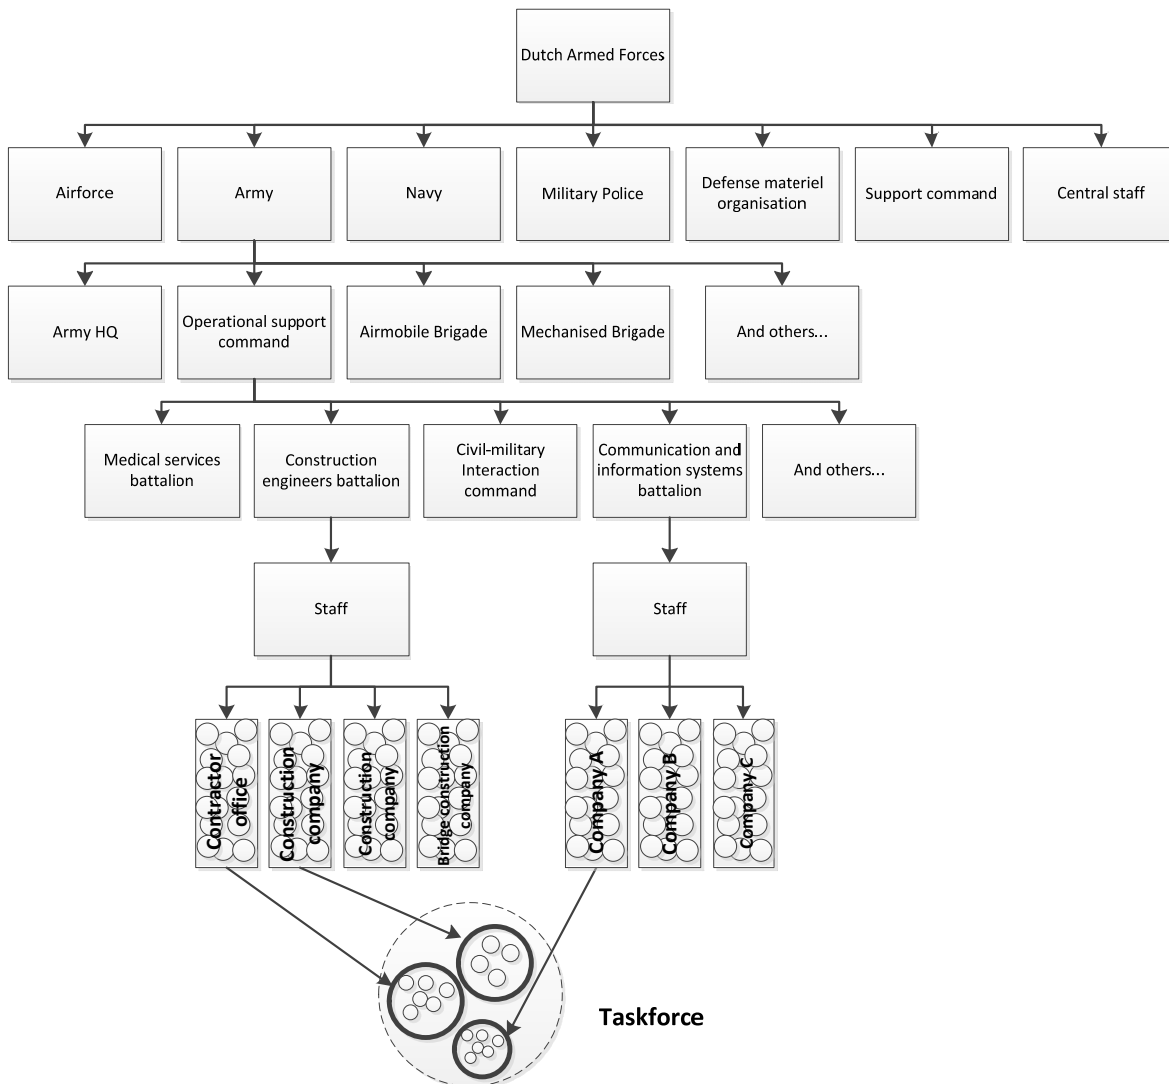 Dutch Armed Forces
Airforce
Army
Navy
Military Police
Defense materiel
organisation
Support command
Central staff
Army HQ
Operational support
command
Airmobile Brigade
Mechanised Brigade
And others...
Medical services
battalion
Construction
engineers battalion
Civil-military
Interaction
command
Communication and
information systems
battalion
And others...
Staff
Staff
Contractor
office
Construction
company
Construction
company
Bridge construction
company
Company A
Company B
Company C
Taskforce